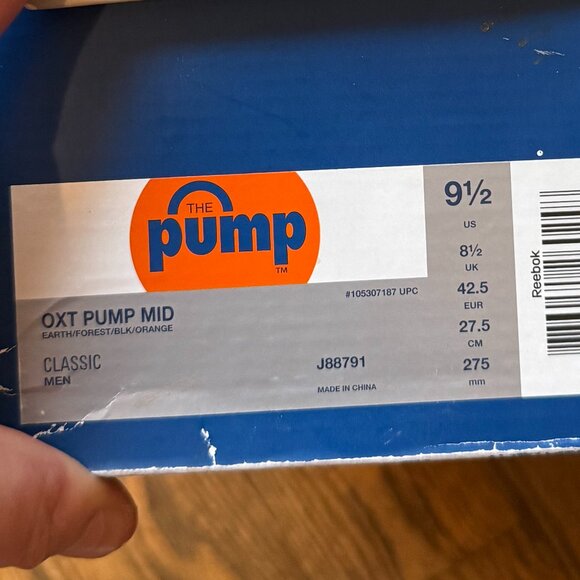 THE
pump
TM
OXT PUMP MID
EARTH/FOREST/BLK/ORANGE
CLASSIC
MEN
#105307187 UPC
J88791
MADE IN CHINA
9½
US
8½
UK
42.5
EUR
27.5
CM
275
mm
Reebok